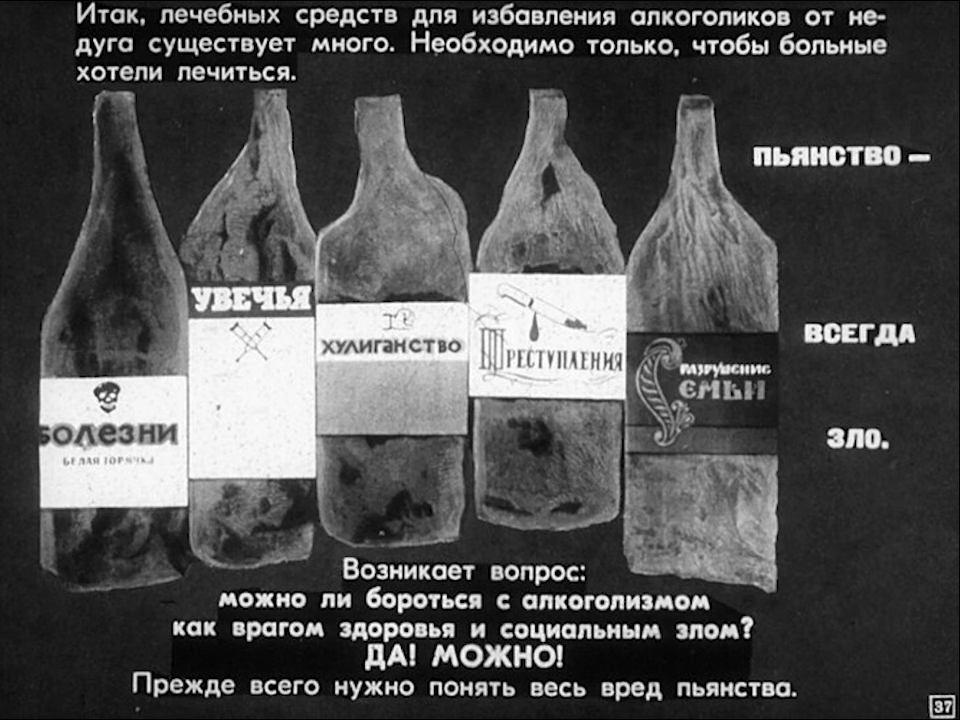 Итак, лечебных средств для избавления алкоголиков от не-
дуга существует много. Необходимо только, чтобы больные
хотели лечиться.
ПЬЯНСТВО –
ВСЕГДА
ЗЛО.
БОЛЕЗНИ
БЕЛАЯ ГОРЯЧКА
УВЕЧЬЯ
ХУЛИГАНСТВО
ПРЕСТУПЛЕНИЯ
РАЗРУШЕНИЕ
СЕМЬИ
Возникает вопрос:
можно ли бороться с алкоголизмом
как врагом здоровья и социальным злом?
ДА! МОЖНО!
Прежде всего нужно понять весь вред пьянства.
37